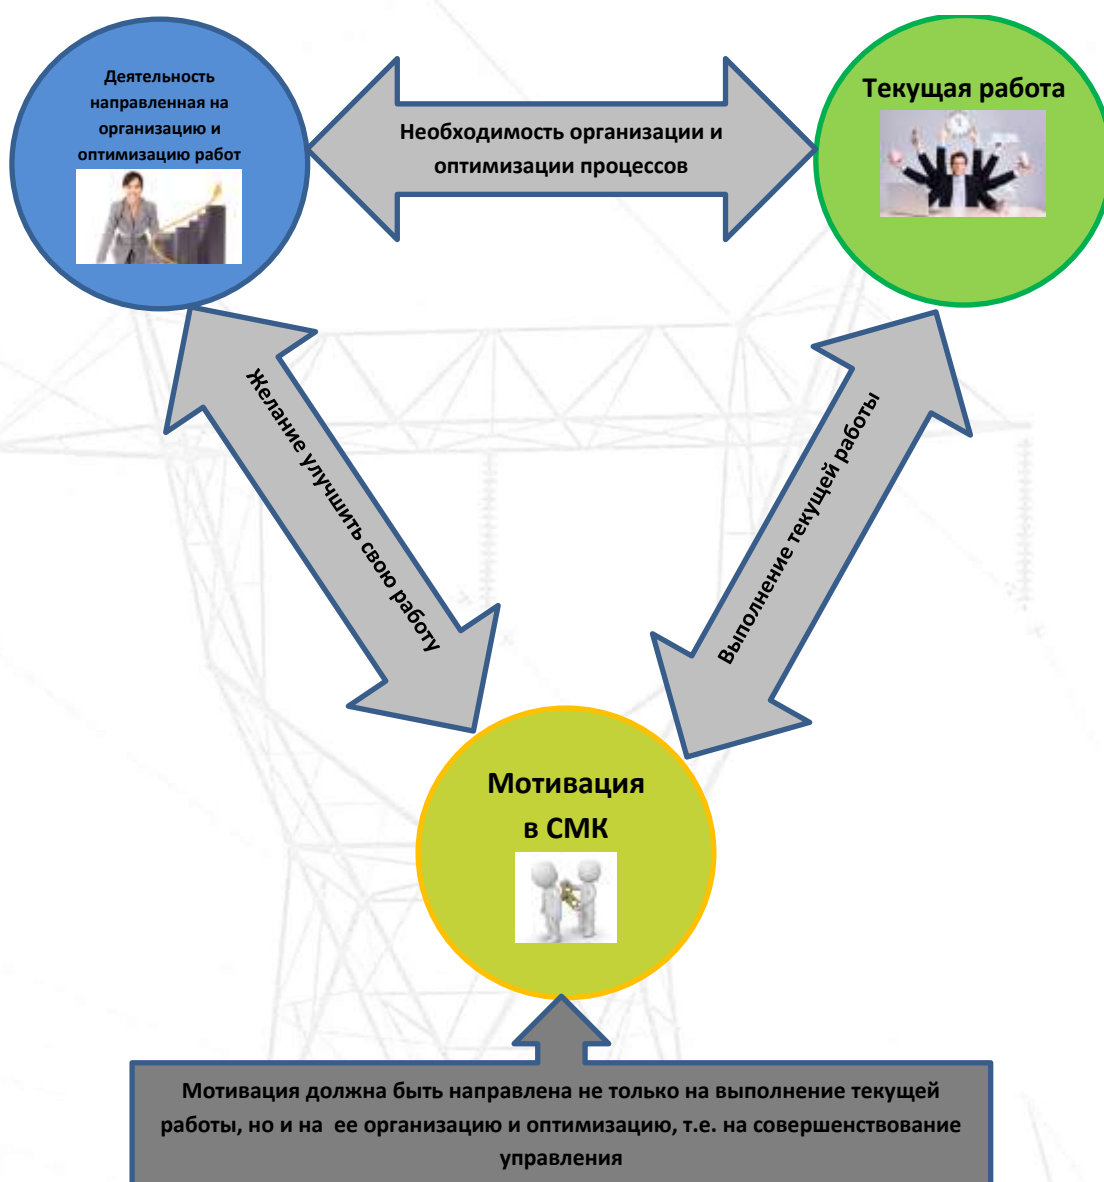 Деятельность
направленная на
организацию и
оптимизацию работ
Необходимость организации и
оптимизации процессов
Текущая работа
Желание улучшить свою работу
Выполнение текущей работы
Мотивация
в СМК
Мотивация должна быть направлена не только на выполнение текущей
работы, но и на ее организацию и оптимизацию, т.е. на совершенствование
управления